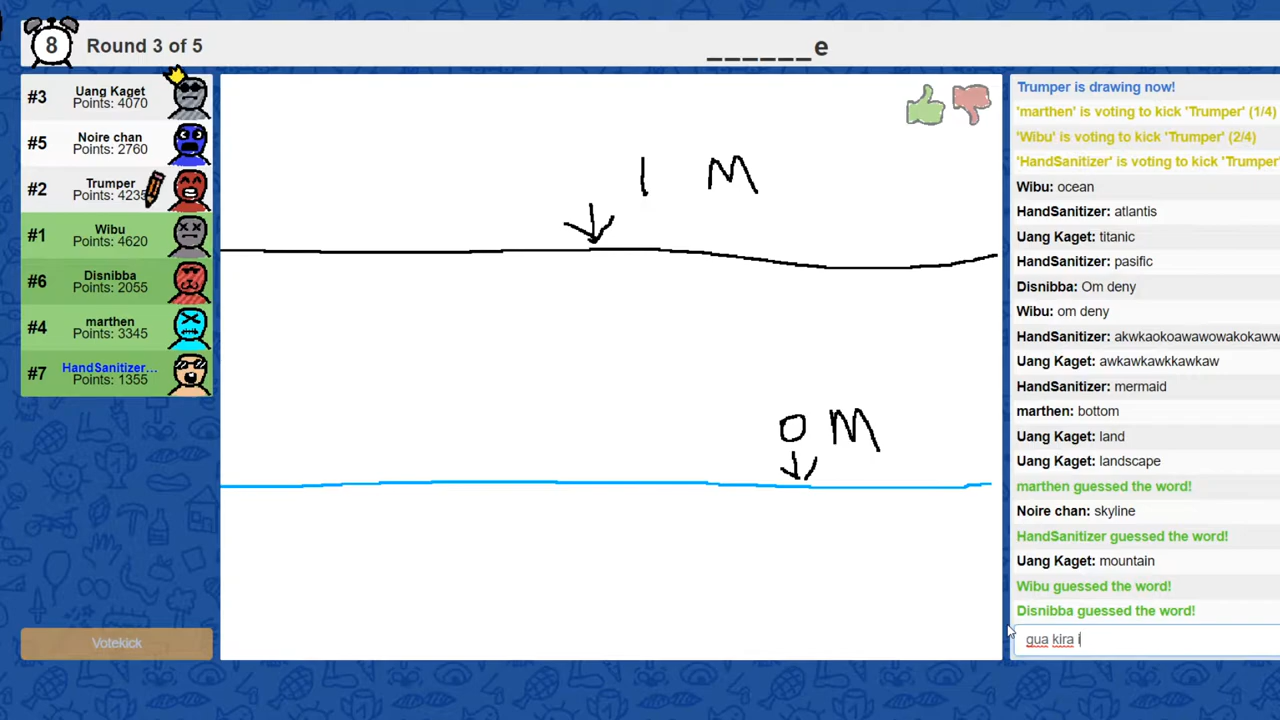 8
Round 3 of 5
______e
#3 Uang Kaget
Points: 4070
#5 Noire chan
Points: 2760
#2 Trumper
Points: 4235
#1 Wibu
Points: 4620
#6 Disnibba
Points: 2055
#4 marthen
Points: 3345
#7 HandSanitizer...
Points: 1355
Votekick
1 M
0 M
Trumper is drawing now!
'marthen' is voting to kick 'Trumper' (1/4)
'Wibu' is voting to kick 'Trumper' (2/4)
'HandSanitizer' is voting to kick 'Trumper'
Wibu: ocean
HandSanitizer: atlantis
Uang Kaget: titanic
HandSanitizer: pasific
Disnibba: Om deny
Wibu: om deny
HandSanitizer: akwkaokoawawowakokaww
Uang Kaget: awkawkawkkawkaw
HandSanitizer: mermaid
marthen: bottom
Uang Kaget: land
Uang Kaget: landscape
marthen guessed the word!
Noire chan: skyline
HandSanitizer guessed the word!
Uang Kaget: mountain
Wibu guessed the word!
Disnibba guessed the word!
gua kira l